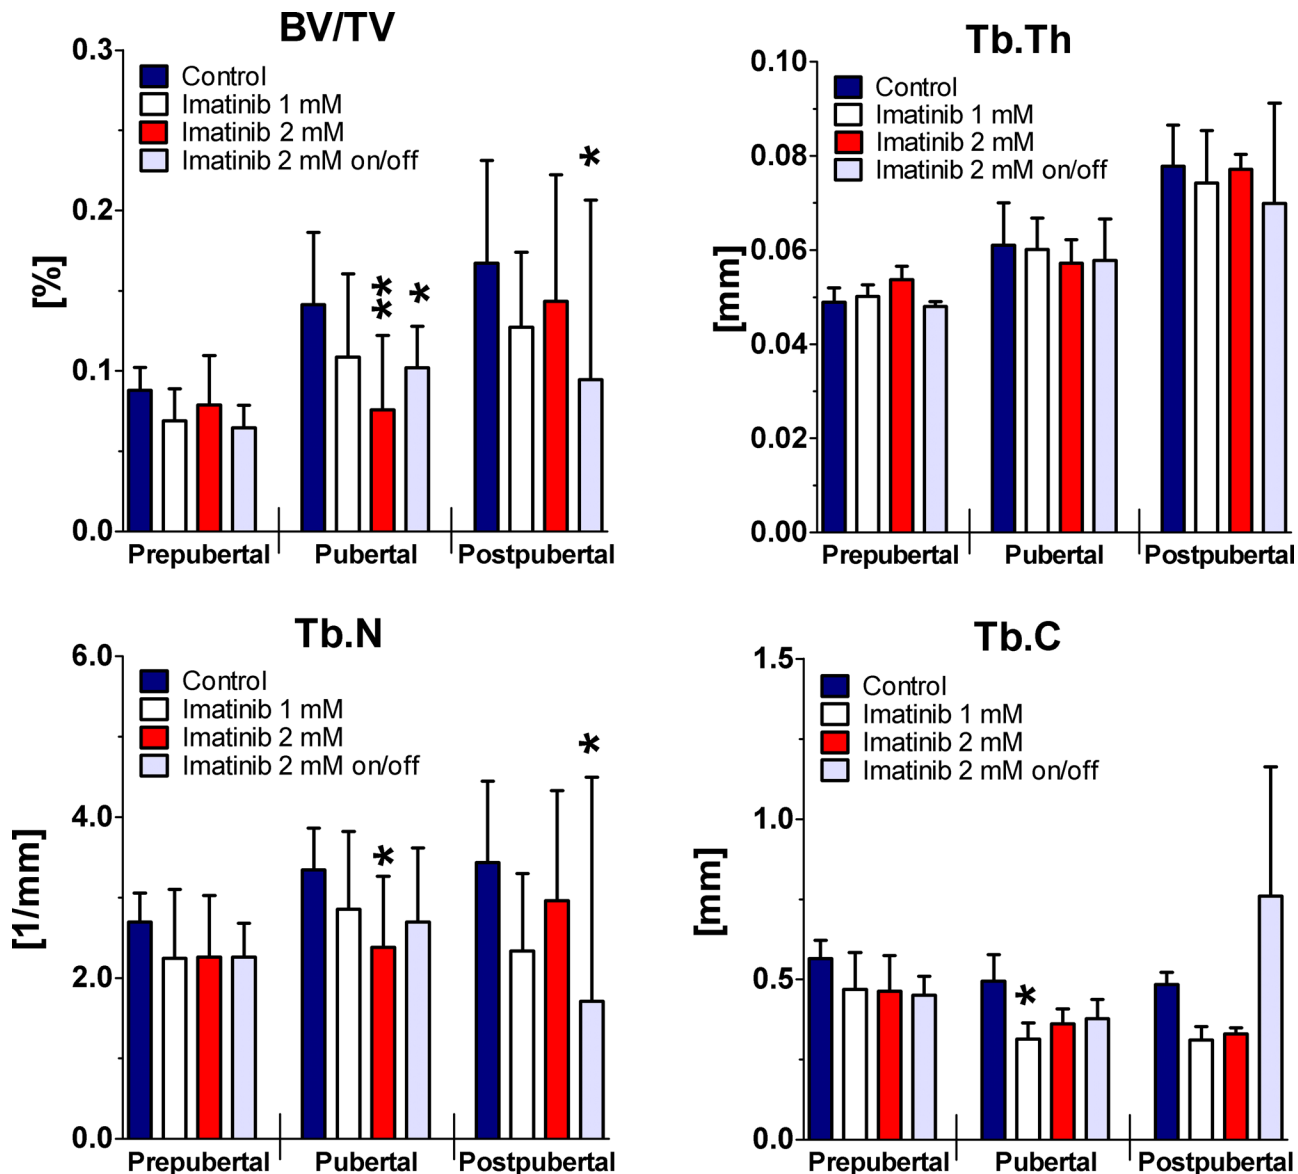 BV/TV
0.3
0.2
0.1
0.0
[%]
Control
Imatinib 1 mM
Imatinib 2 mM
Imatinib 2 mM on/off
*
**
*
Prepubertal
Pubertal
Postpubertal
Tb.Th
0.10
0.08
0.06
0.04
0.02
0.00
[mm]
Control
Imatinib 1 mM
Imatinib 2 mM
Imatinib 2 mM on/off
Prepubertal
Pubertal
Postpubertal
Tb.N
6.0
4.0
2.0
0.0
[1/mm]
Control
Imatinib 1 mM
Imatinib 2 mM
Imatinib 2 mM on/off
*
*
Prepubertal
Pubertal
Postpubertal
Tb.C
1.5
1.0
0.5
0.0
[mm]
Control
Imatinib 1 mM
Imatinib 2 mM
Imatinib 2 mM on/off
*
Prepubertal
Pubertal
Postpubertal